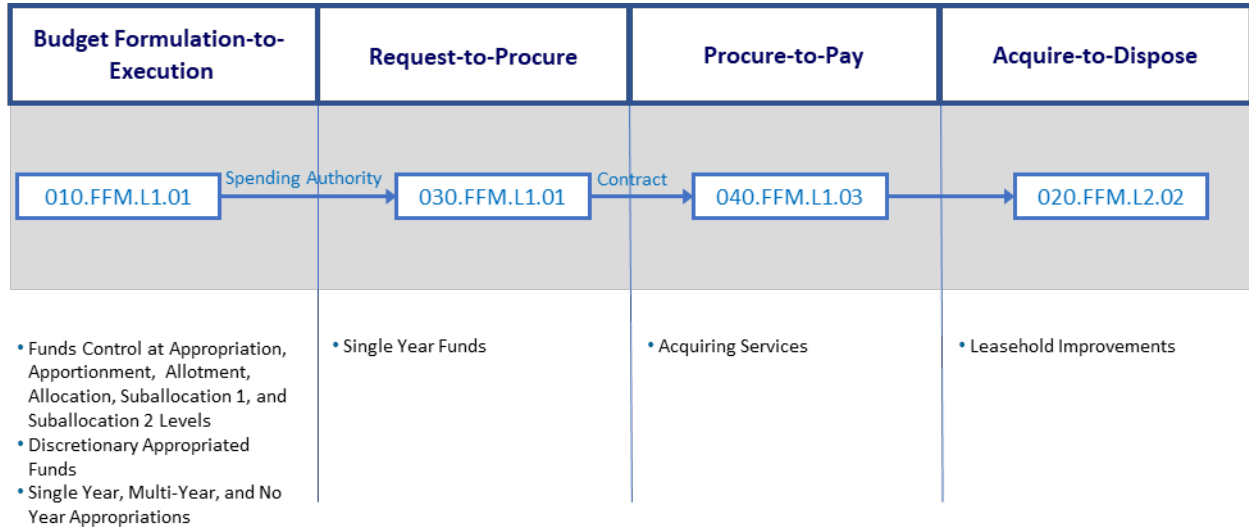 Budget Formulation-to-
Execution
Request-to-Procure
Procure-to-Pay
Acquire-to-Dispose
010.FFM.L1.01
Spending Authority
030.FFM.L1.01
Contract
040.FFM.L1.03
020.FFM.L2.02
• Funds Control at Appropriation,
Apportionment, Allotment,
Allocation, Suballocation 1, and
Suballocation 2 Levels
• Discretionary Appropriated
Funds
• Single Year, Multi-Year, and No
Year Appropriations
• Single Year Funds
• Acquiring Services
• Leasehold Improvements